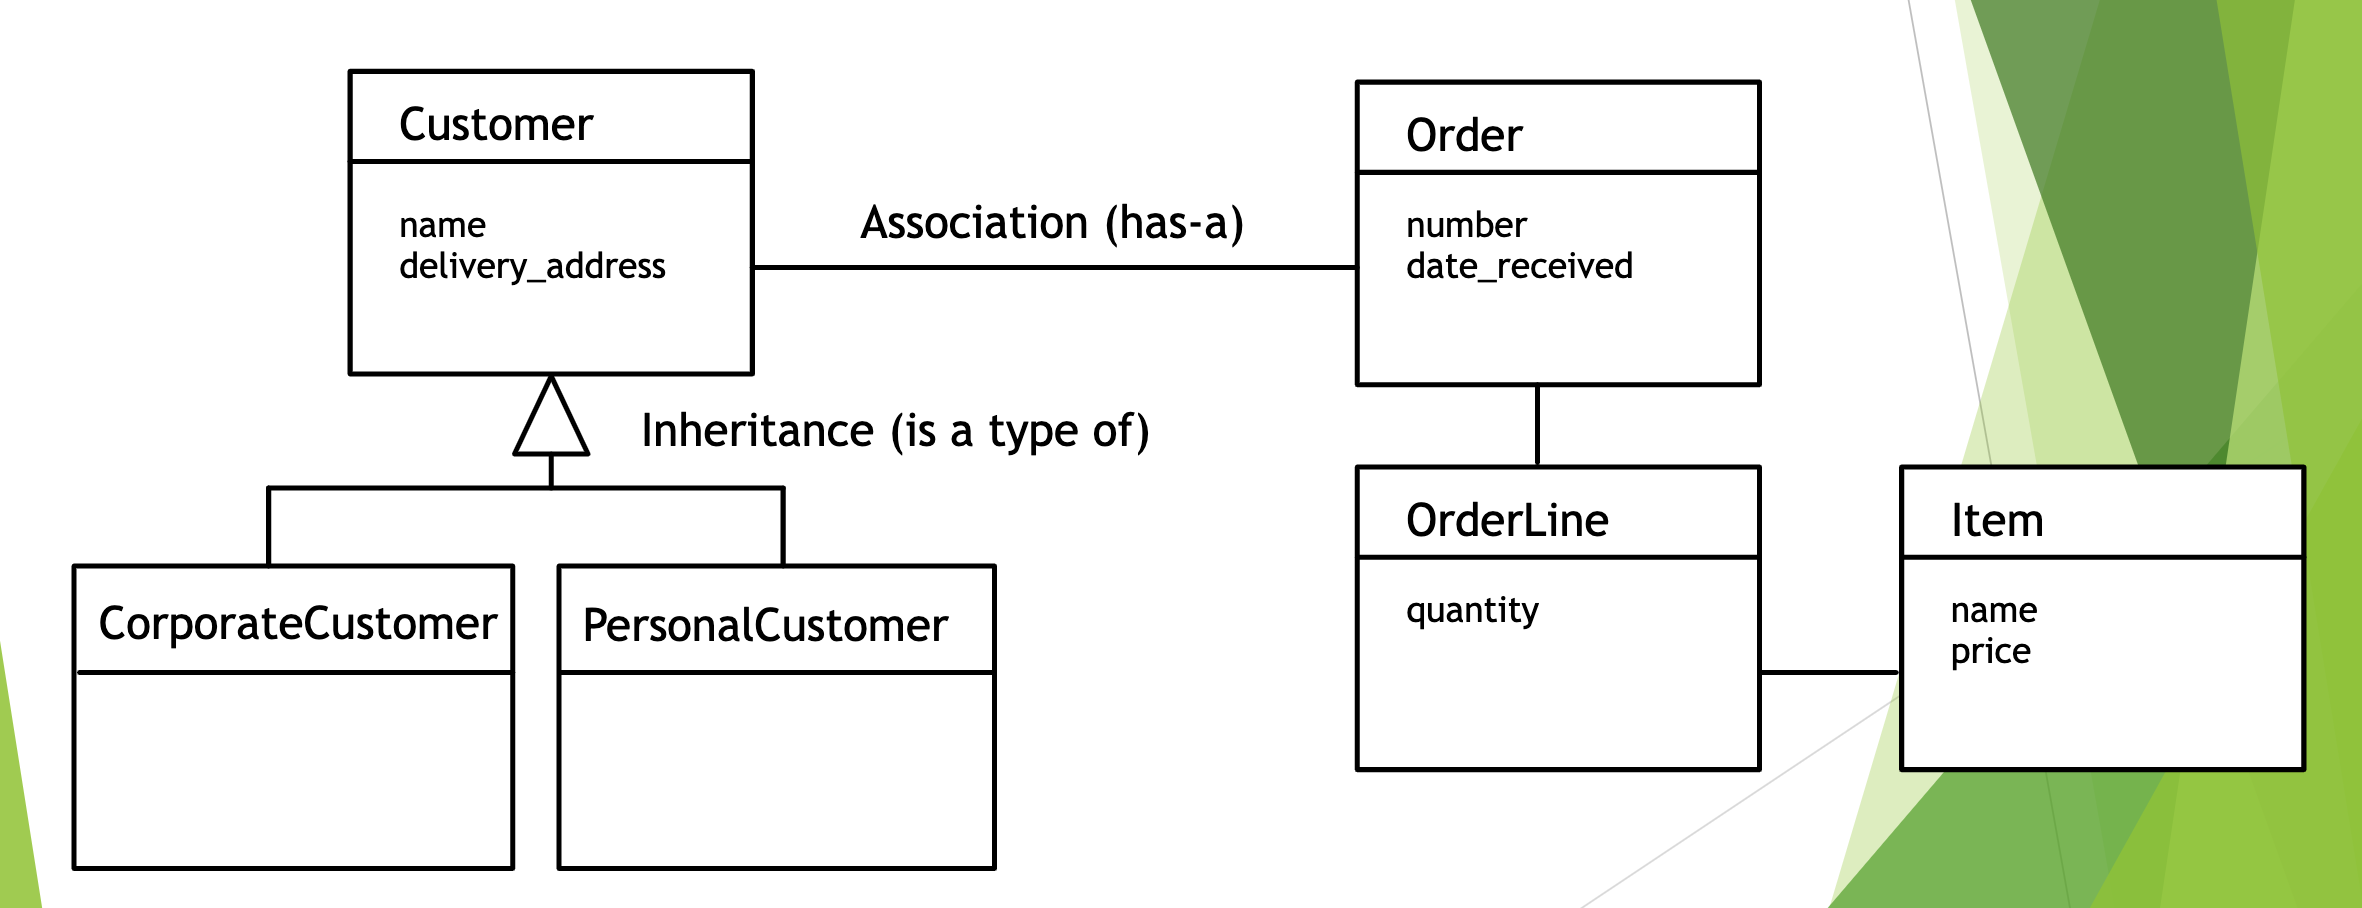 Customer
name
delivery_address
Association (has-a)
Order
number
date_received
Inheritance (is a type of)
CorporateCustomer
PersonalCustomer
OrderLine
quantity
Item
name
price